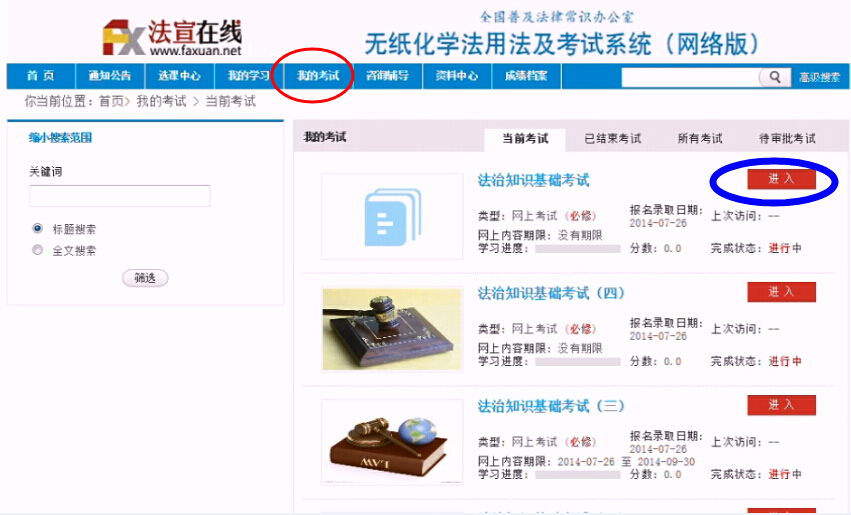 法宣在线
www.faxuan.net
全国普及法律常识办公室
无纸化学法用法及考试系统（网络版）
首 页 通知公告 选课中心 我的学习 我的考试 咨询辅导 资料中心 成绩档案 高级搜索
你当前位置：首页> 我的考试 > 当前考试
缩小搜索范围
关键词
标题搜索
全文搜索
筛选
我的考试 当前考试 已结束考试 所有考试 待审批考试
法治知识基础考试 进 入
类型：网上考试（必修） 报名录取日期：2014-07-26 上次访问：--
网上内容期限：没有期限
学习进度： 分数：0.0 完成状态：进行中
法治知识基础考试（四） 进 入
类型：网上考试（必修） 报名录取日期：2014-07-26 上次访问：--
网上内容期限：没有期限
学习进度： 分数：0.0 完成状态：进行中
LAW
法治知识基础考试（三） 进 入
类型：网上考试（必修） 报名录取日期：2014-07-26 上次访问：--
网上内容期限：2014-07-26 至 2014-09-30
学习进度： 分数：0.0 完成状态：进行中